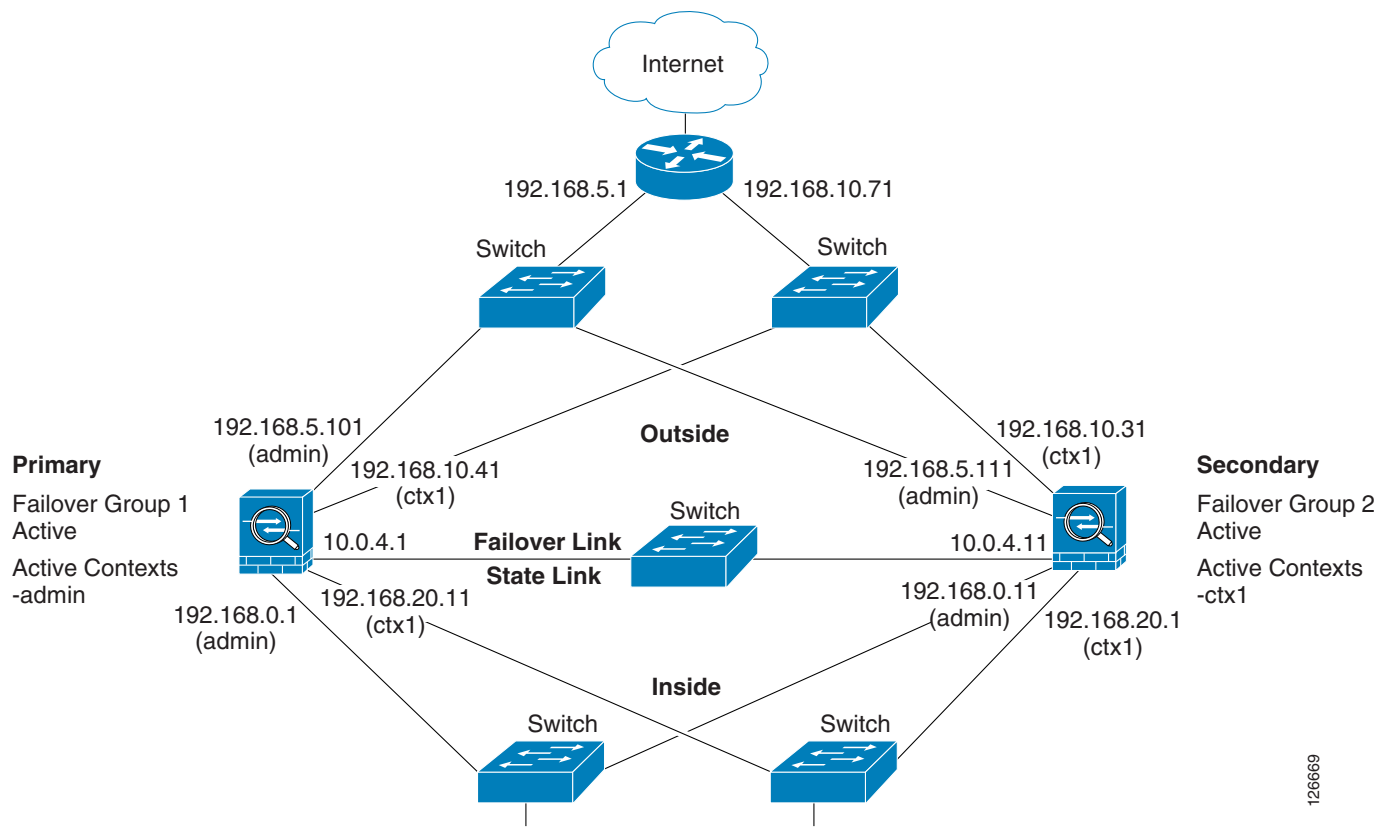 Internet
192.168.5.1
192.168.10.71
Switch
Switch
192.168.5.101
(admin)
Outside
192.168.10.31
(ctx1)
Primary
Failover Group 1
Active
Active Contexts
-admin
192.168.10.41
(ctx1)
192.168.5.111
(admin)
Secondary
Failover Group 2
Active
Active Contexts
-ctx1
Switch
10.0.4.1
Failover Link
State Link
10.0.4.11
192.168.0.1
(admin)
192.168.20.11
(ctx1)
192.168.0.11
(admin)
192.168.20.1
(ctx1)
Inside
Switch
Switch
126669